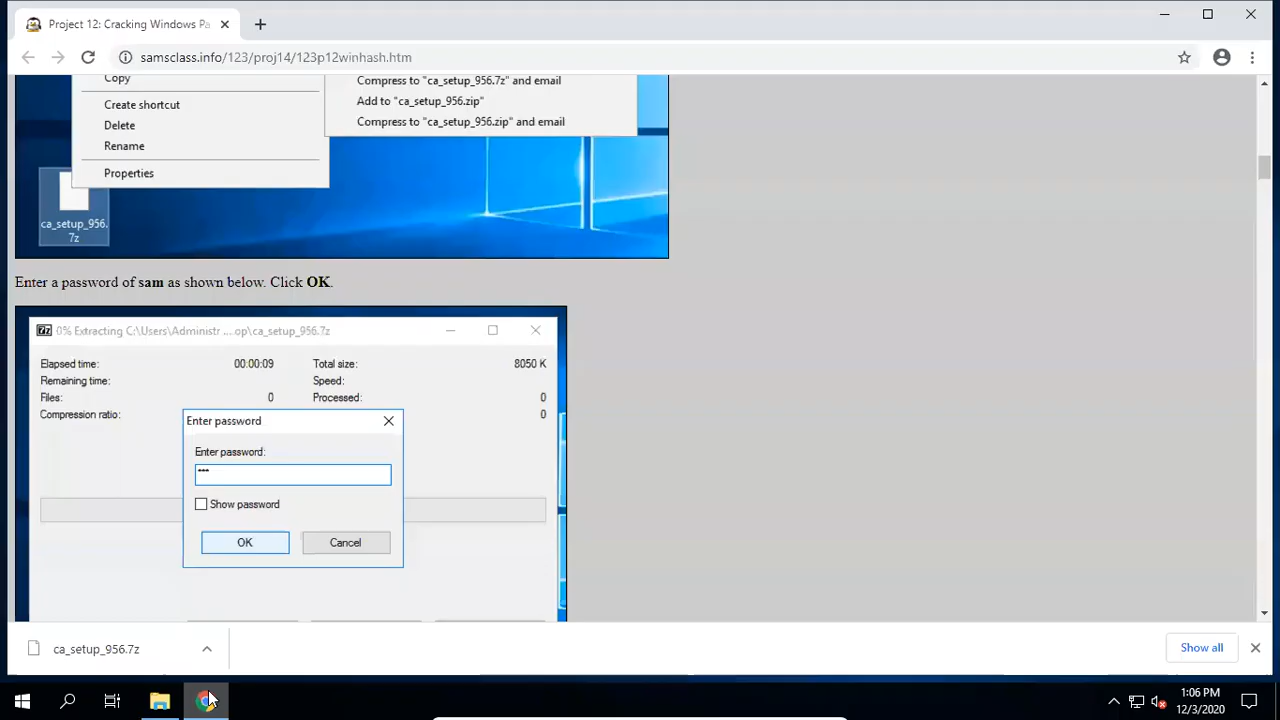 Project 12: Cracking Windows Pa
samsclass.info/123/proj14/123p12winhash.htm
Copy
Create shortcut
Delete
Rename
Properties
Compress to "ca_setup_956.7z" and email
Add to "ca_setup_956.zip"
Compress to "ca_setup_956.zip" and email
ca_setup_956.
7z
Enter a password of sam as shown below. Click OK.
7z 0% Extracting C:\Users\Administr ....op\ca_setup_956.7z
Elapsed time: 00:00:09 Total size: 8050 K
Remaining time: Speed:
Files: 0 Processed: 0
Compression ratio: 0
Enter password
Enter password:
***
Show password
OK Cancel
ca_setup_956.7z
Show all
1:06 PM
12/3/2020